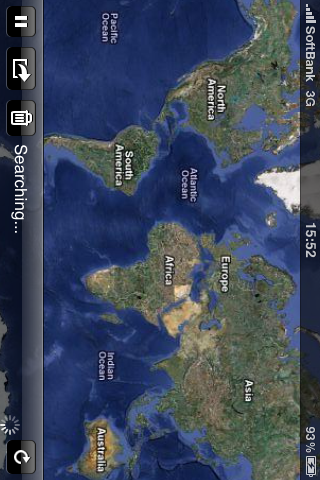 SoftBank 3G 15:52 93%
North
America
Europe
Asia
Atlantic
Ocean
Pacific
Ocean
South
America
Africa
Indian
Ocean
Australia
Searching...